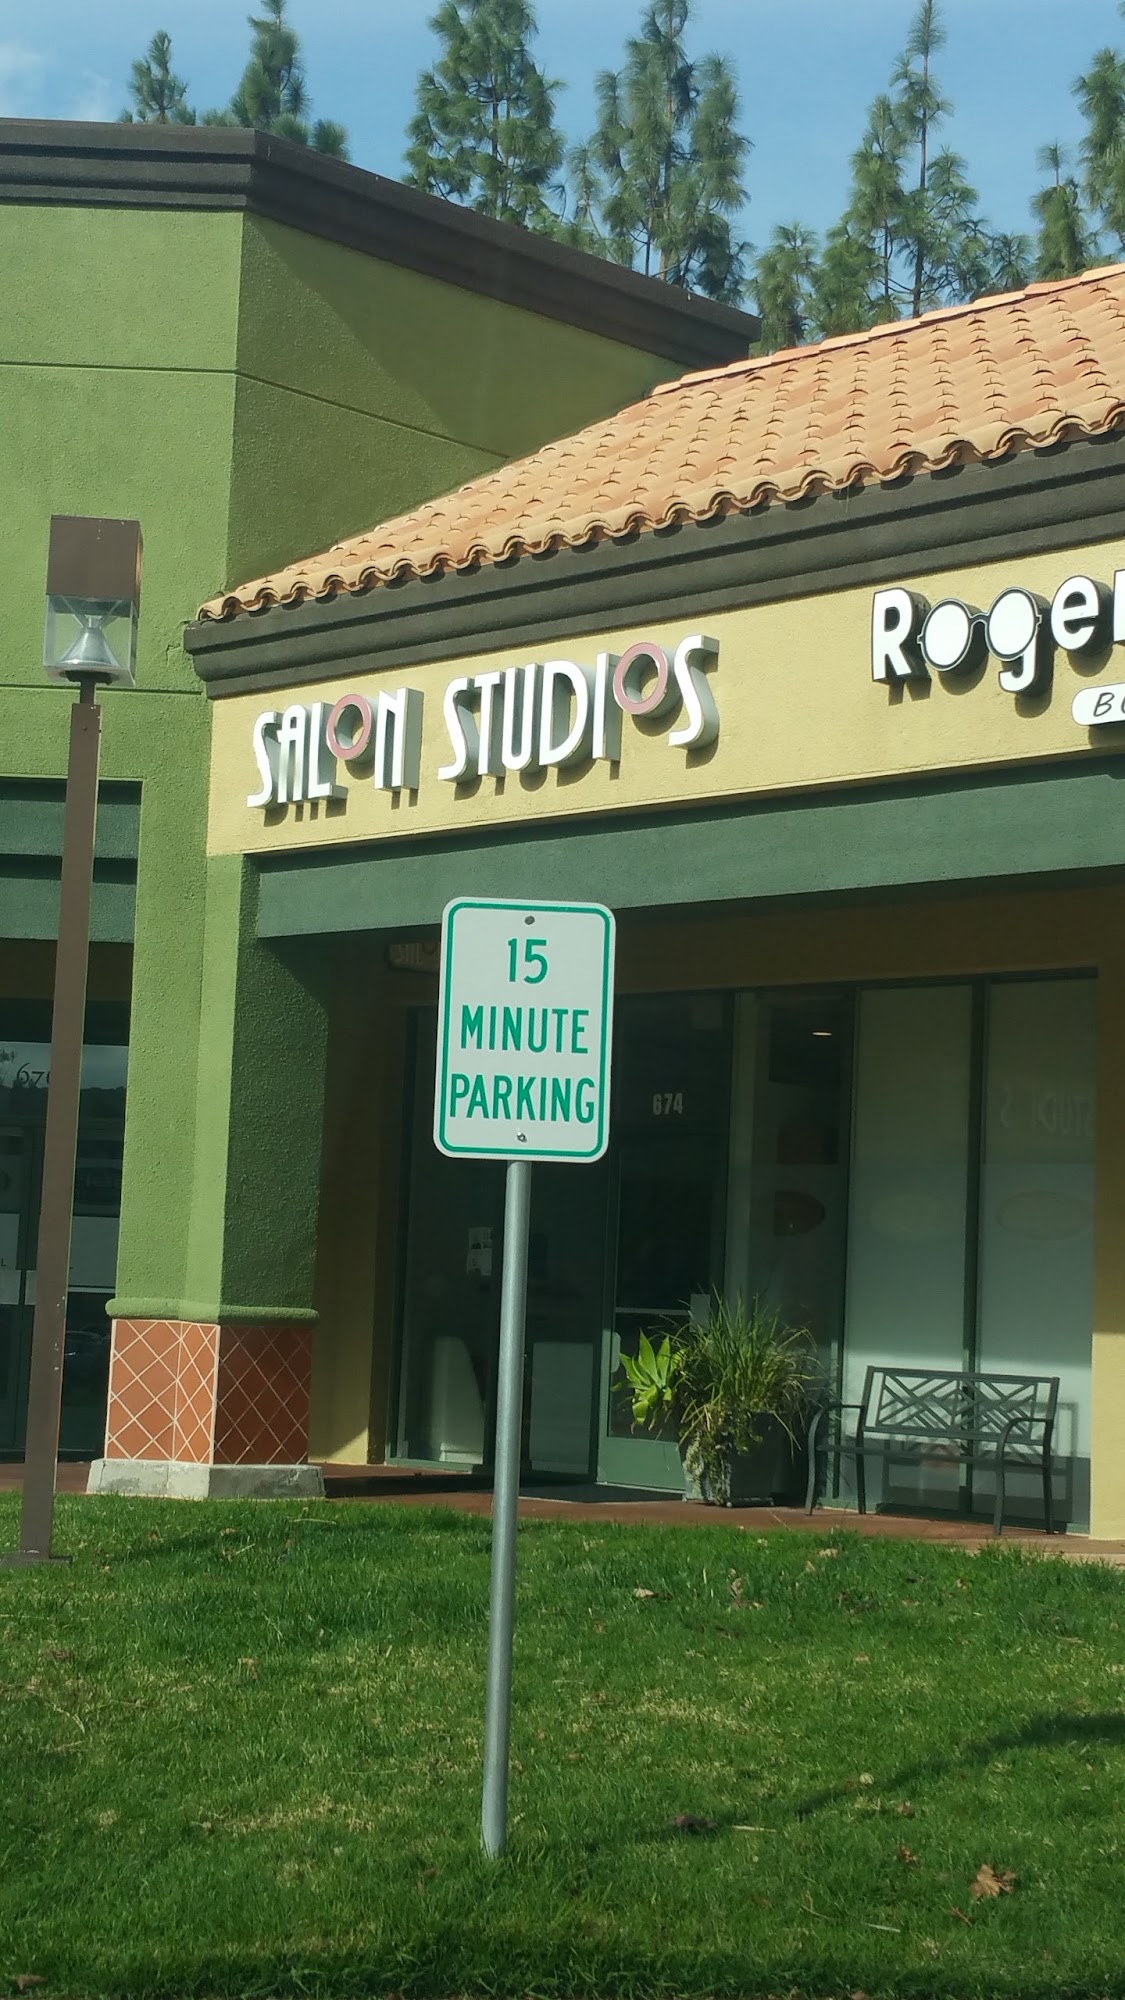 SALON STUDIOS
Roger
15
MINUTE
PARKING
674